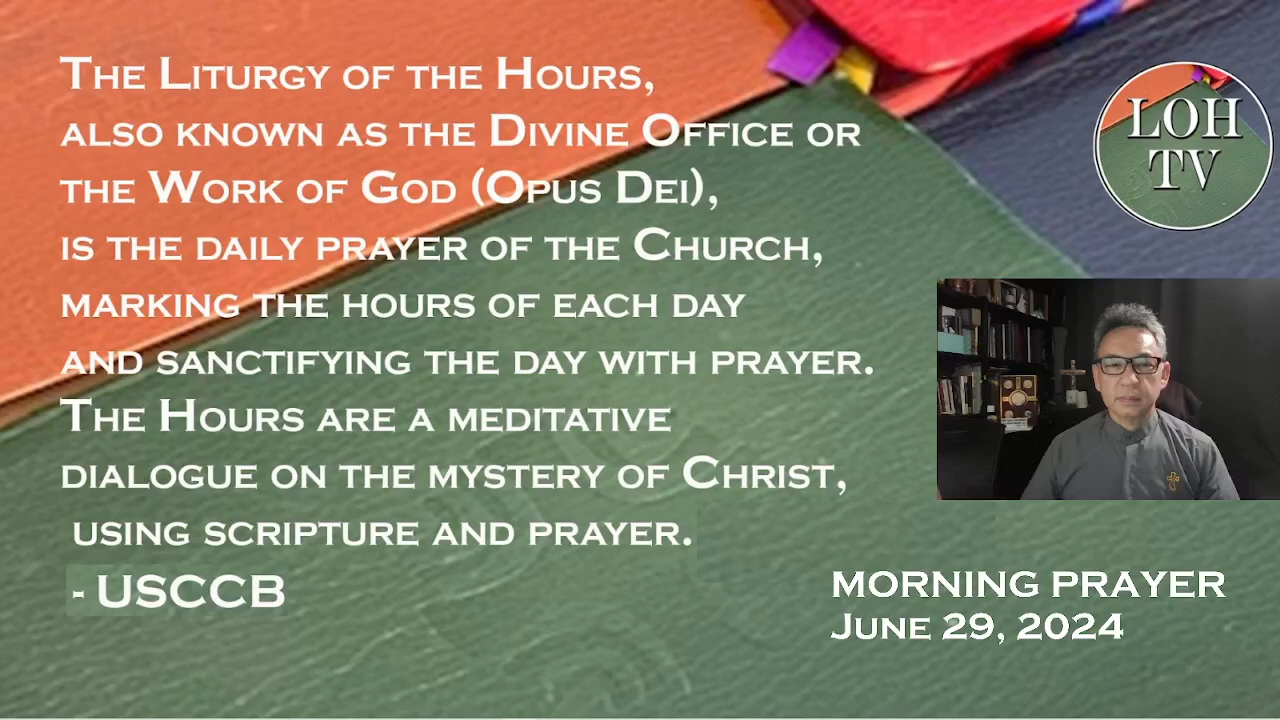 The Liturgy of the Hours,
also known as the Divine Office or
the Work of God (Opus Dei),
is the daily prayer of the Church,
marking the hours of each day
and sanctifying the day with prayer.
The Hours are a meditative
dialogue on the mystery of Christ,
using scripture and prayer.
- USCCB
LOH
TV
MORNING PRAYER
June 29, 2024